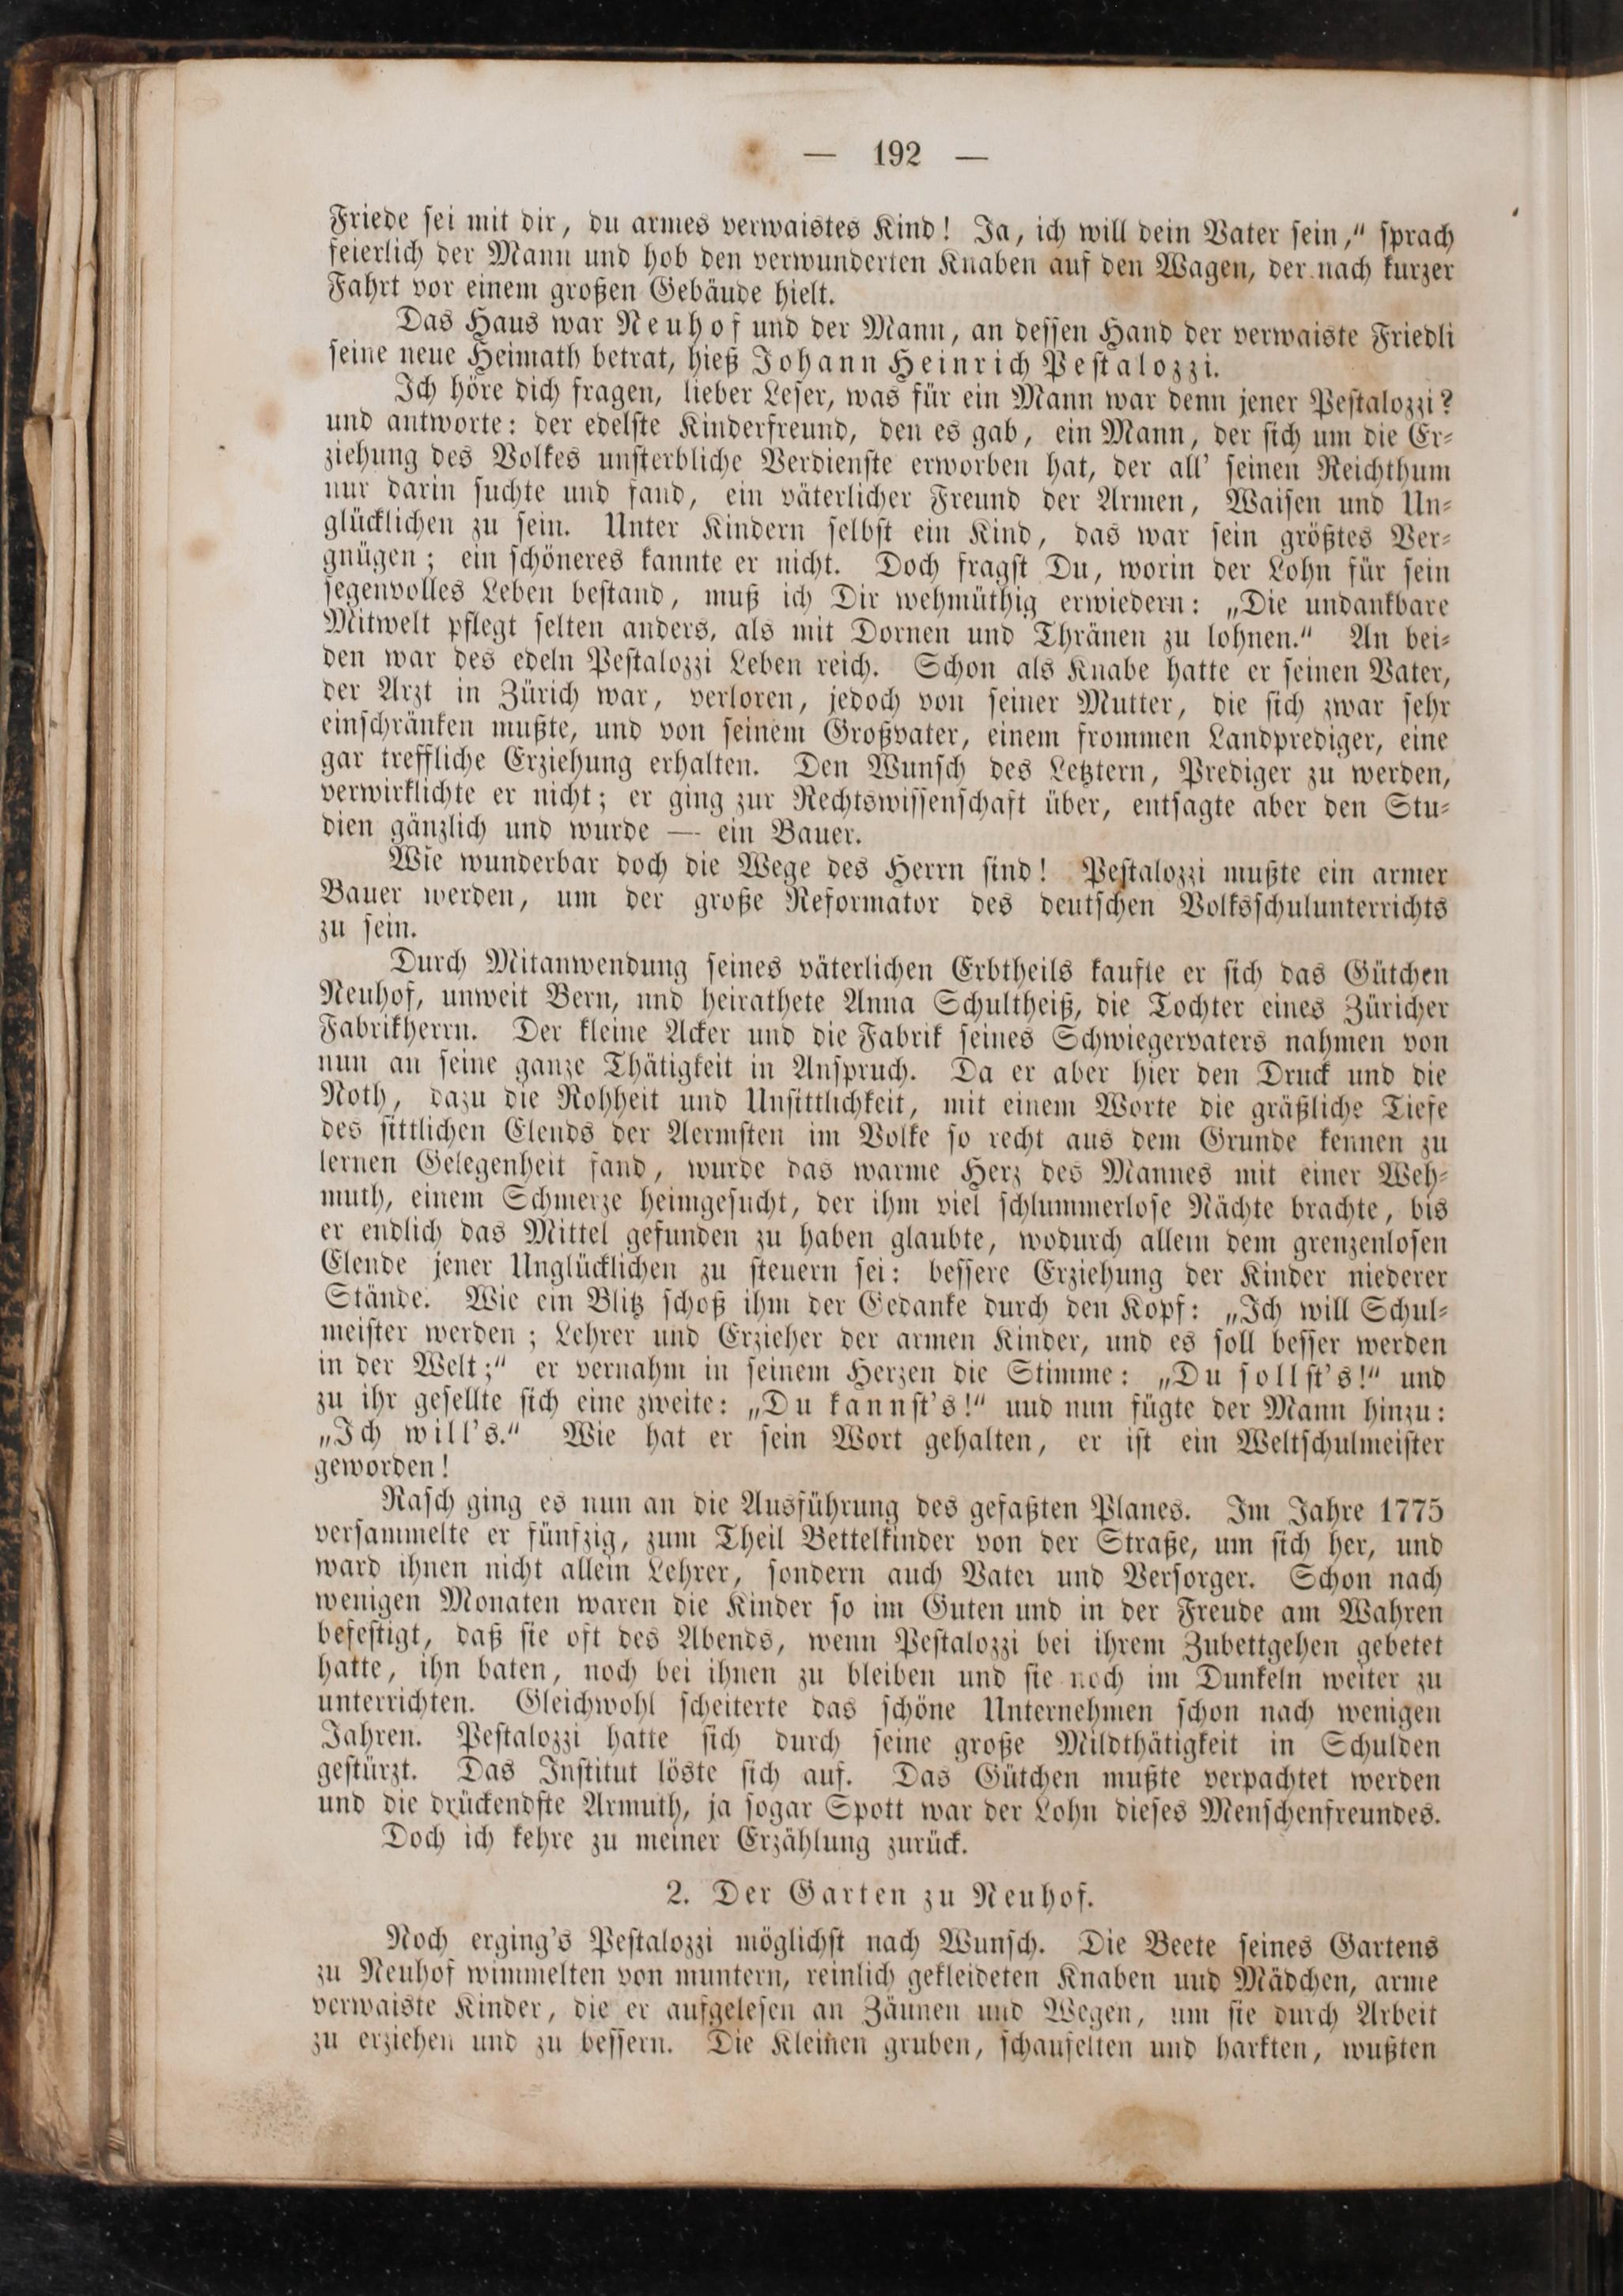 — 192 —
Friede sei mit dir, du armes verwaistes Kind! Ja, ich will dein Vater sein,“ sprach
feierlich der Mann und hob den verwunderten Knaben auf den Wagen, der nach kurzer
Fahrt vor einem großen Gebäude hielt.
Das Haus war Neuhof und der Mann, an dessen Hand der verwaiste Friedli
seine neue Heimath betrat, hieß Johann Heinrich Pestalozzi.
Ich höre dich fragen, lieber Leser, was für ein Mann war denn jener Pestalozzi?
und antworte: der edelste Kinderfreund, den es gab, ein Mann, der sich um die Er-
ziehung des Volkes unsterbliche Verdienste erworben hat, der all' seinen Reichthum
nur darin suchte und fand, ein väterlicher Freund der Armen, Waisen und Un-
glücklichen zu sein. Unter Kindern selbst ein Kind, das war sein größtes Ver-
gnügen; ein schöneres kannte er nicht. Doch fragst Du, worin der Lohn für sein
segenvolles Leben bestand, muß ich Dir wehmüthig erwiedern: „Die undankbare
Mitwelt pflegt selten anders, als mit Dornen und Thränen zu lohnen.“ An bei-
den war des edeln Pestalozzi Leben reich. Schon als Knabe hatte er seinen Vater,
der Arzt in Zürich war, verloren, jedoch von seiner Mutter, die sich zwar sehr
einschränken mußte, und von seinem Großvater, einem frommen Landprediger, eine
gar treffliche Erziehung erhalten. Den Wunsch des Letztern, Prediger zu werden,
verwirklichte er nicht; er ging zur Rechtswissenschaft über, entsagte aber den Stu-
dien gänzlich und wurde — ein Bauer.
Wie wunderbar doch die Wege des Herrn sind! Pestalozzi mußte ein armer
Bauer werden, um der große Reformator des deutschen Volksschulunterrichts
zu sein.
Durch Mitanwendung seines väterlichen Erbtheils kaufte er sich das Gütchen
Neuhof, unweit Bern, und heirathete Anna Schultheiß, die Tochter eines Züricher
Fabrikherrn. Der kleine Acker und die Fabrik seines Schwiegervaters nahmen von
nun an seine ganze Thätigkeit in Anspruch. Da er aber hier den Druck und die
Noth, dazu die Rohheit und Unsittlichkeit, mit einem Worte die gräßliche Tiefe
des sittlichen Elends der Aermsten im Volke so recht aus dem Grunde kennen zu
lernen Gelegenheit fand, wurde das warme Herz des Mannes mit einer Weh-
muth, einem Schmerze heimgesucht, der ihm viel schlummerlose Nächte brachte, bis
er endlich das Mittel gefunden zu haben glaubte, wodurch allein dem grenzenlosen
Elende jener Unglücklichen zu steuern sei: bessere Erziehung der Kinder niederer
Stände. Wie ein Blitz schoß ihm der Gedanke durch den Kopf: „Ich will Schul-
meister werden; Lehrer und Erzieher der armen Kinder, und es soll besser werden
in der Welt;“ er vernahm in seinem Herzen die Stimme: „Du sollst's!“ und
zu ihr gesellte sich eine zweite: „Du kannst's!“ und nun fügte der Mann hinzu:
„Ich will's.“ Wie hat er sein Wort gehalten, er ist ein Weltschulmeister
geworden!
Rasch ging es nun an die Ausführung des gefaßten Planes. Im Jahre 1775
versammelte er fünfzig, zum Theil Bettelkinder von der Straße, um sich her, und
ward ihnen nicht allein Lehrer, sondern auch Vater und Versorger. Schon nach
wenigen Monaten waren die Kinder so im Guten und in der Freude am Wahren
befestigt, daß sie oft des Abends, wenn Pestalozzi bei ihrem Zubettgehen gebetet
hatte, ihn baten, noch bei ihnen zu bleiben und sie noch im Dunkeln weiter zu
unterrichten. Gleichwohl scheiterte das schöne Unternehmen schon nach wenigen
Jahren. Pestalozzi hatte sich durch seine große Mildthätigkeit in Schulden
gestürzt. Das Institut löste sich auf. Das Gütchen mußte verpachtet werden
und die drückendste Armuth, ja sogar Spott war der Lohn dieses Menschenfreundes.
Doch ich kehre zu meiner Erzählung zurück.
2. Der Garten zu Neuhof.
Noch erging's Pestalozzi möglichst nach Wunsch. Die Beete seines Gartens
zu Neuhof wimmelten von muntern, reinlich gekleideten Knaben und Mädchen, arme
verwaiste Kinder, die er aufgelesen an Zäunen und Wegen, um sie durch Arbeit
zu erziehen und zu bessern. Die Kleinen gruben, schaufelten und harkten, wußten